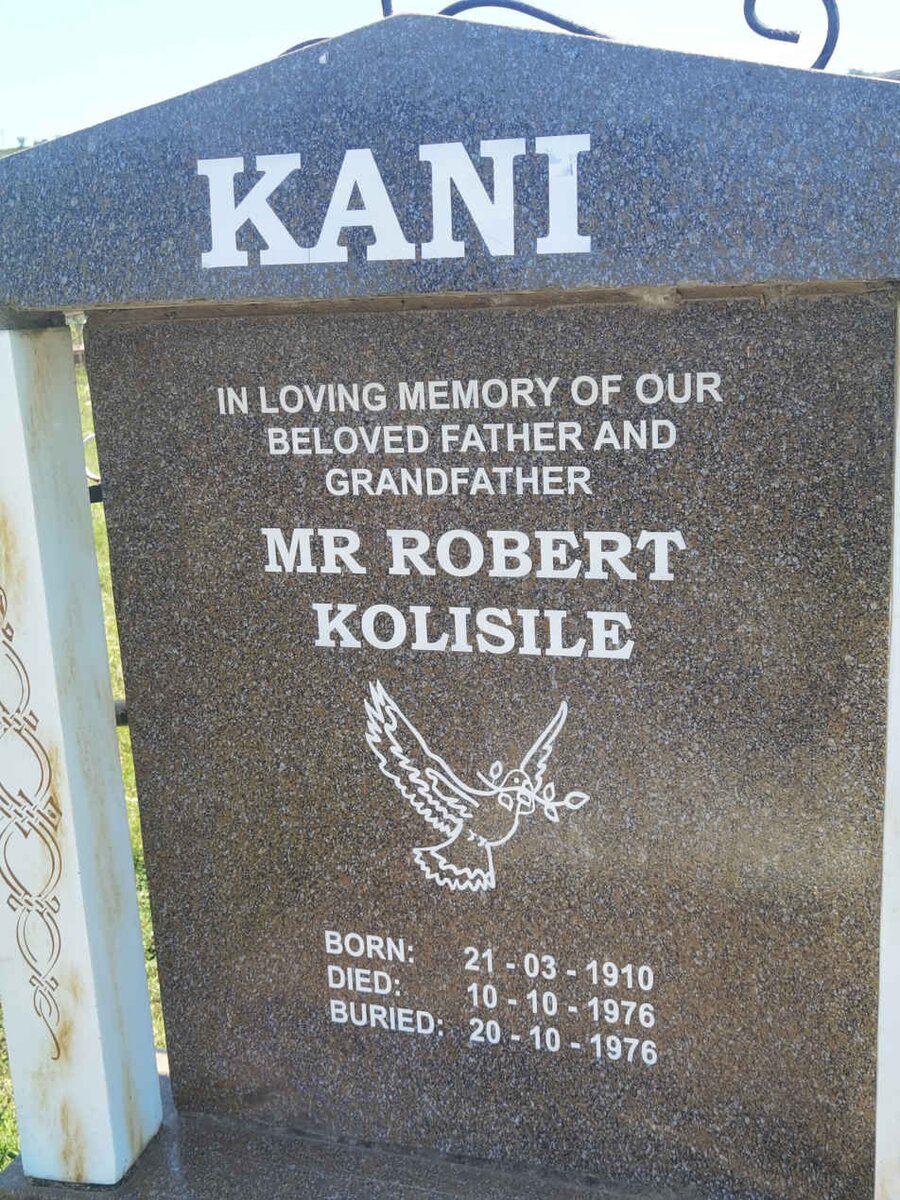 KANI
IN LOVING MEMORY OF OUR
BELOVED FATHER AND
GRANDFATHER
MR ROBERT
KOLISILE
BORN: 21 - 03 - 1910
DIED: 10 - 10 - 1976
BURIED: 20 - 10 - 1976